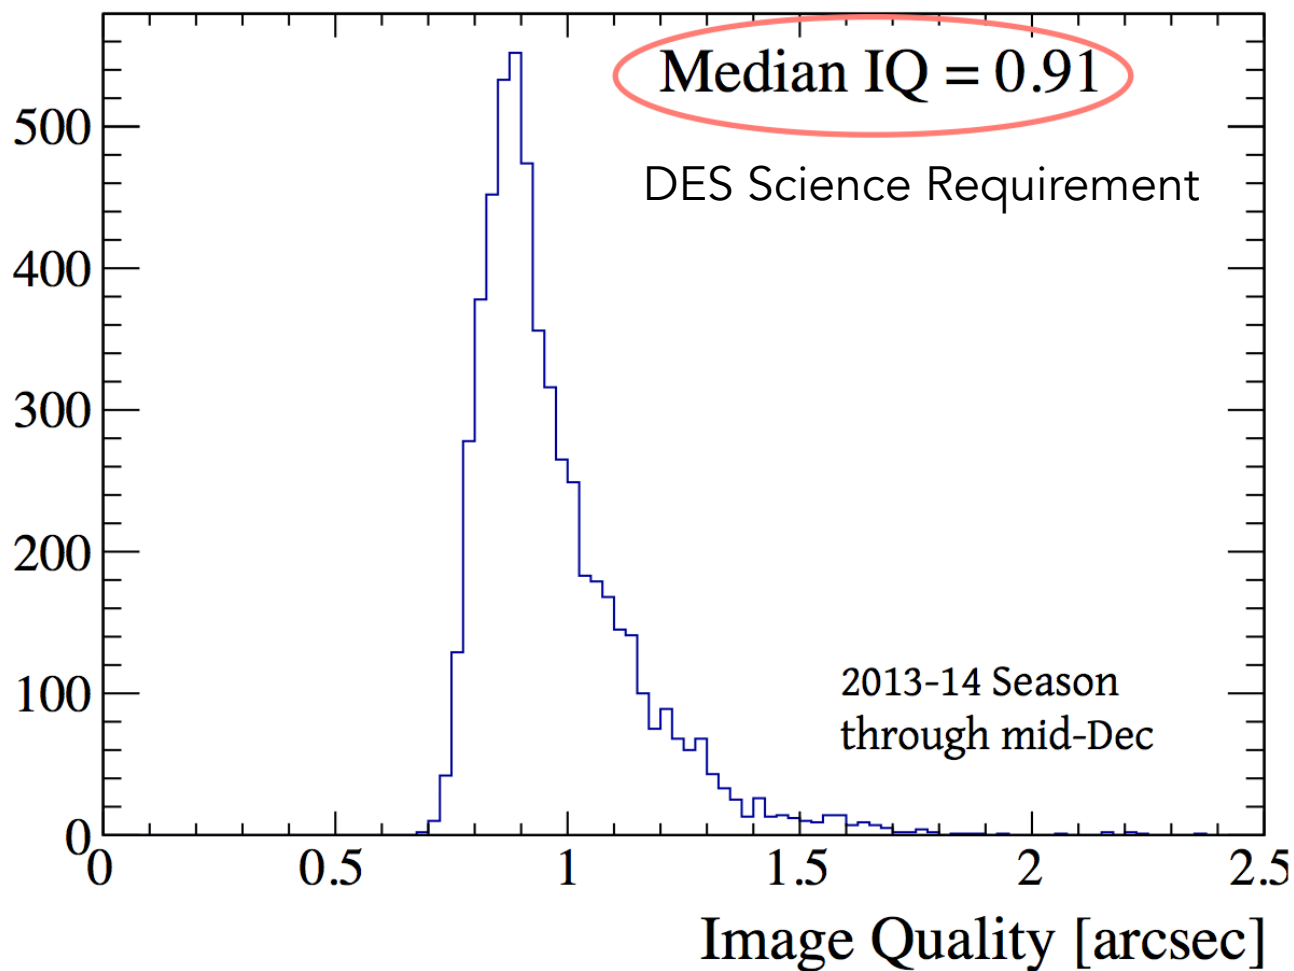 Median IQ = 0.91
DES Science Requirement
500
400
300
200
100
0
2013-14 Season
through mid-Dec
0 0.5 1 1.5 2 2.5
Image Quality [arcsec]